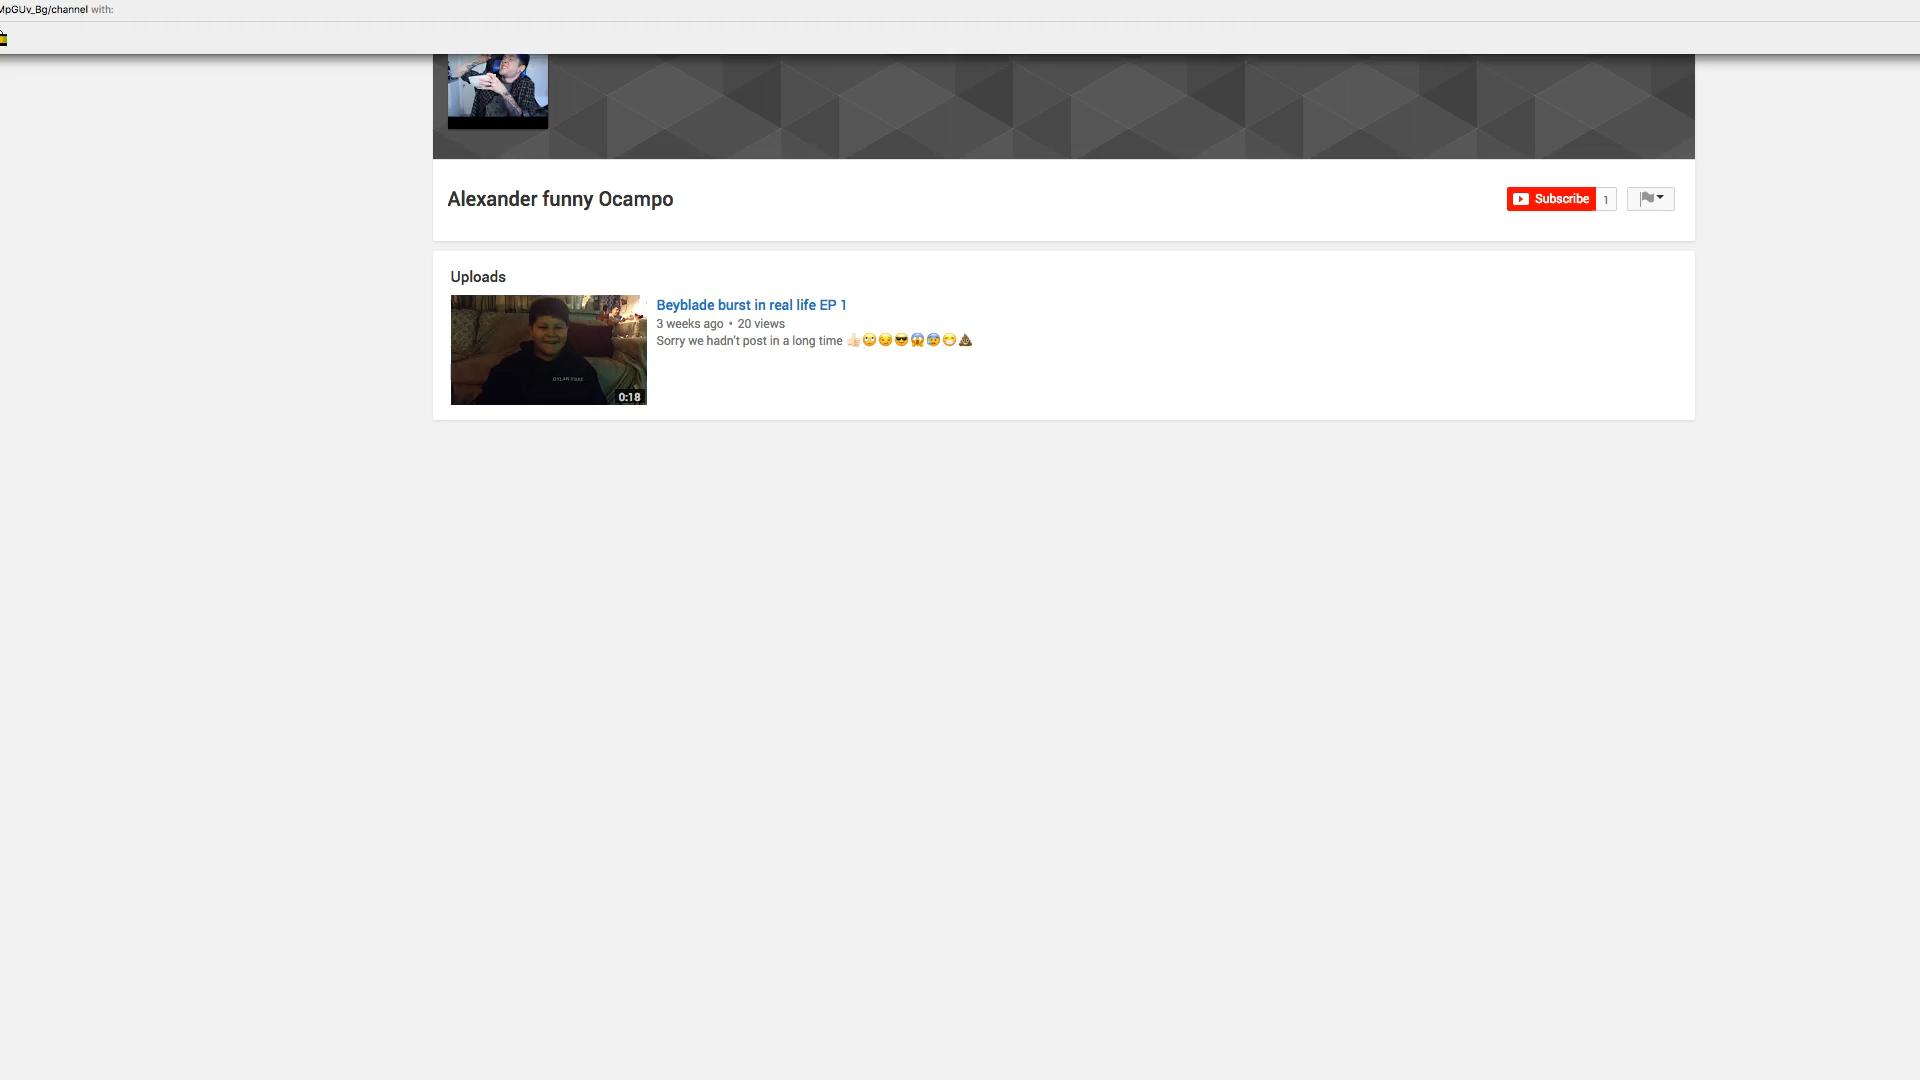 MpGUv_Bg/channel with:
Alexander funny Ocampo
Subscribe 1
Uploads
Beyblade burst in real life EP 1
3 weeks ago • 20 views
Sorry we hadn't post in a long time 👍🏻😳😏😎😱😰😁💩
0:18